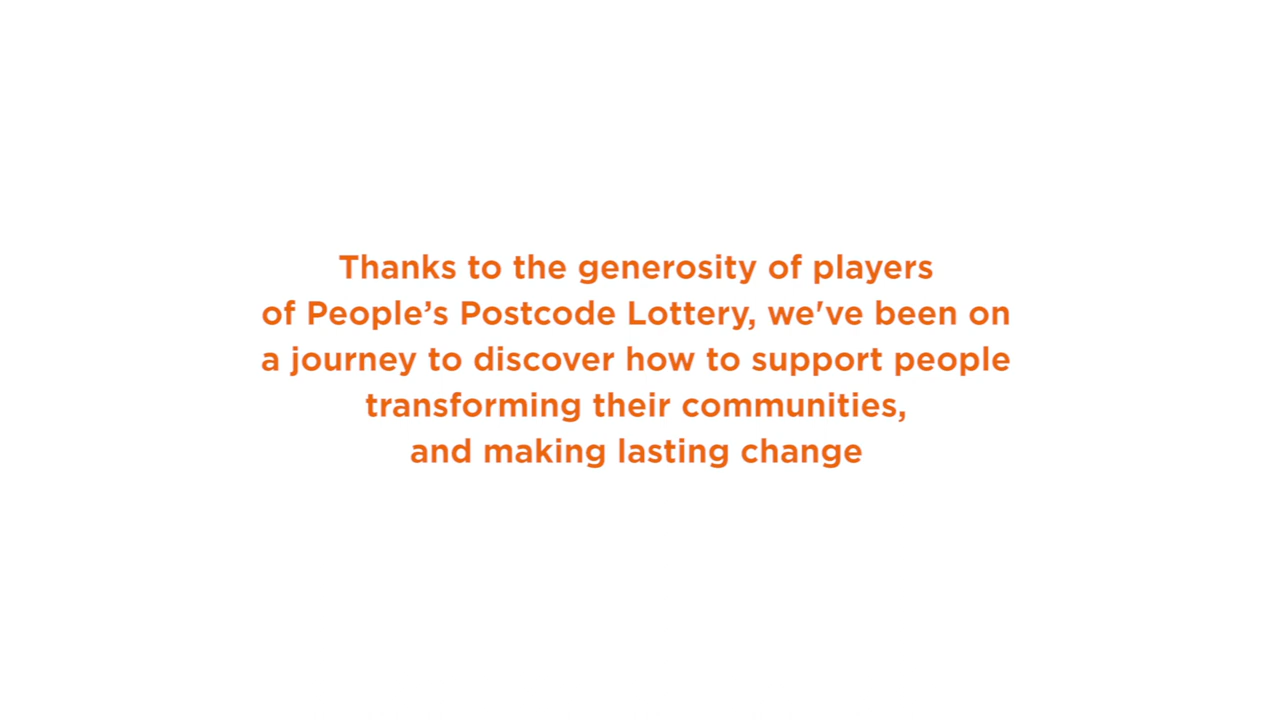 Thanks to the generosity of players
of People’s Postcode Lottery, we've been on
a journey to discover how to support people
transforming their communities,
and making lasting change